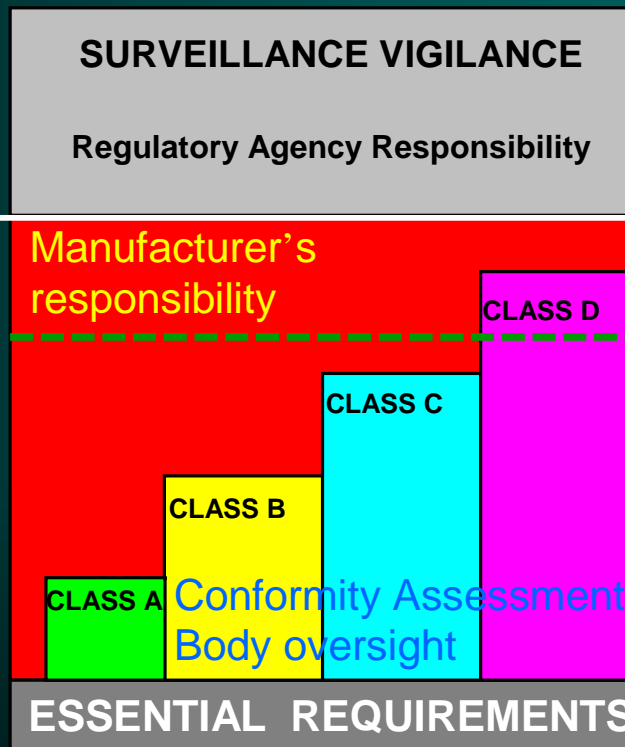 SURVEILLANCE VIGILANCE
Regulatory Agency Responsibility
Manufacturer’s
responsibility
CLASS D
CLASS C
CLASS B
CLASS A
Conformity Assessment
Body oversight
ESSENTIAL REQUIREMENTS